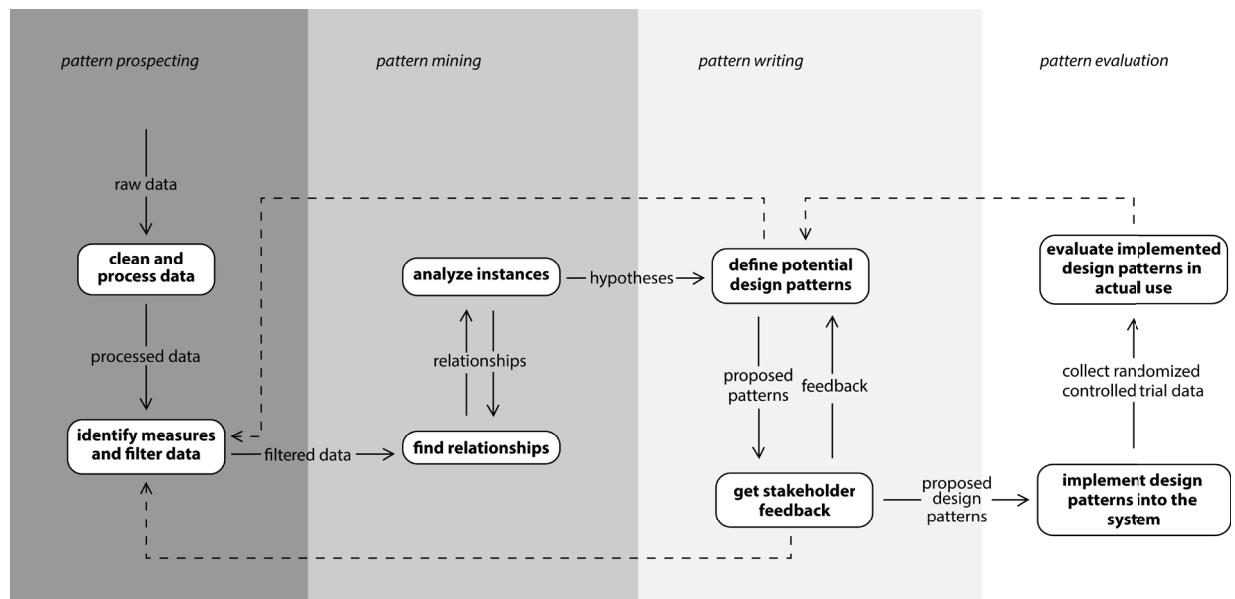 pattern prospecting
pattern mining
pattern writing
pattern evaluation
raw data
clean and
process data
processed data
identify measures
and filter data
filtered data
analyze instances
relationships
find relationships
hypotheses
define potential
design patterns
proposed
patterns
feedback
get stakeholder
feedback
proposed
design
patterns
evaluate implemented
design patterns in
actual use
collect randomized
controlled trial data
implement design
patterns into the
system